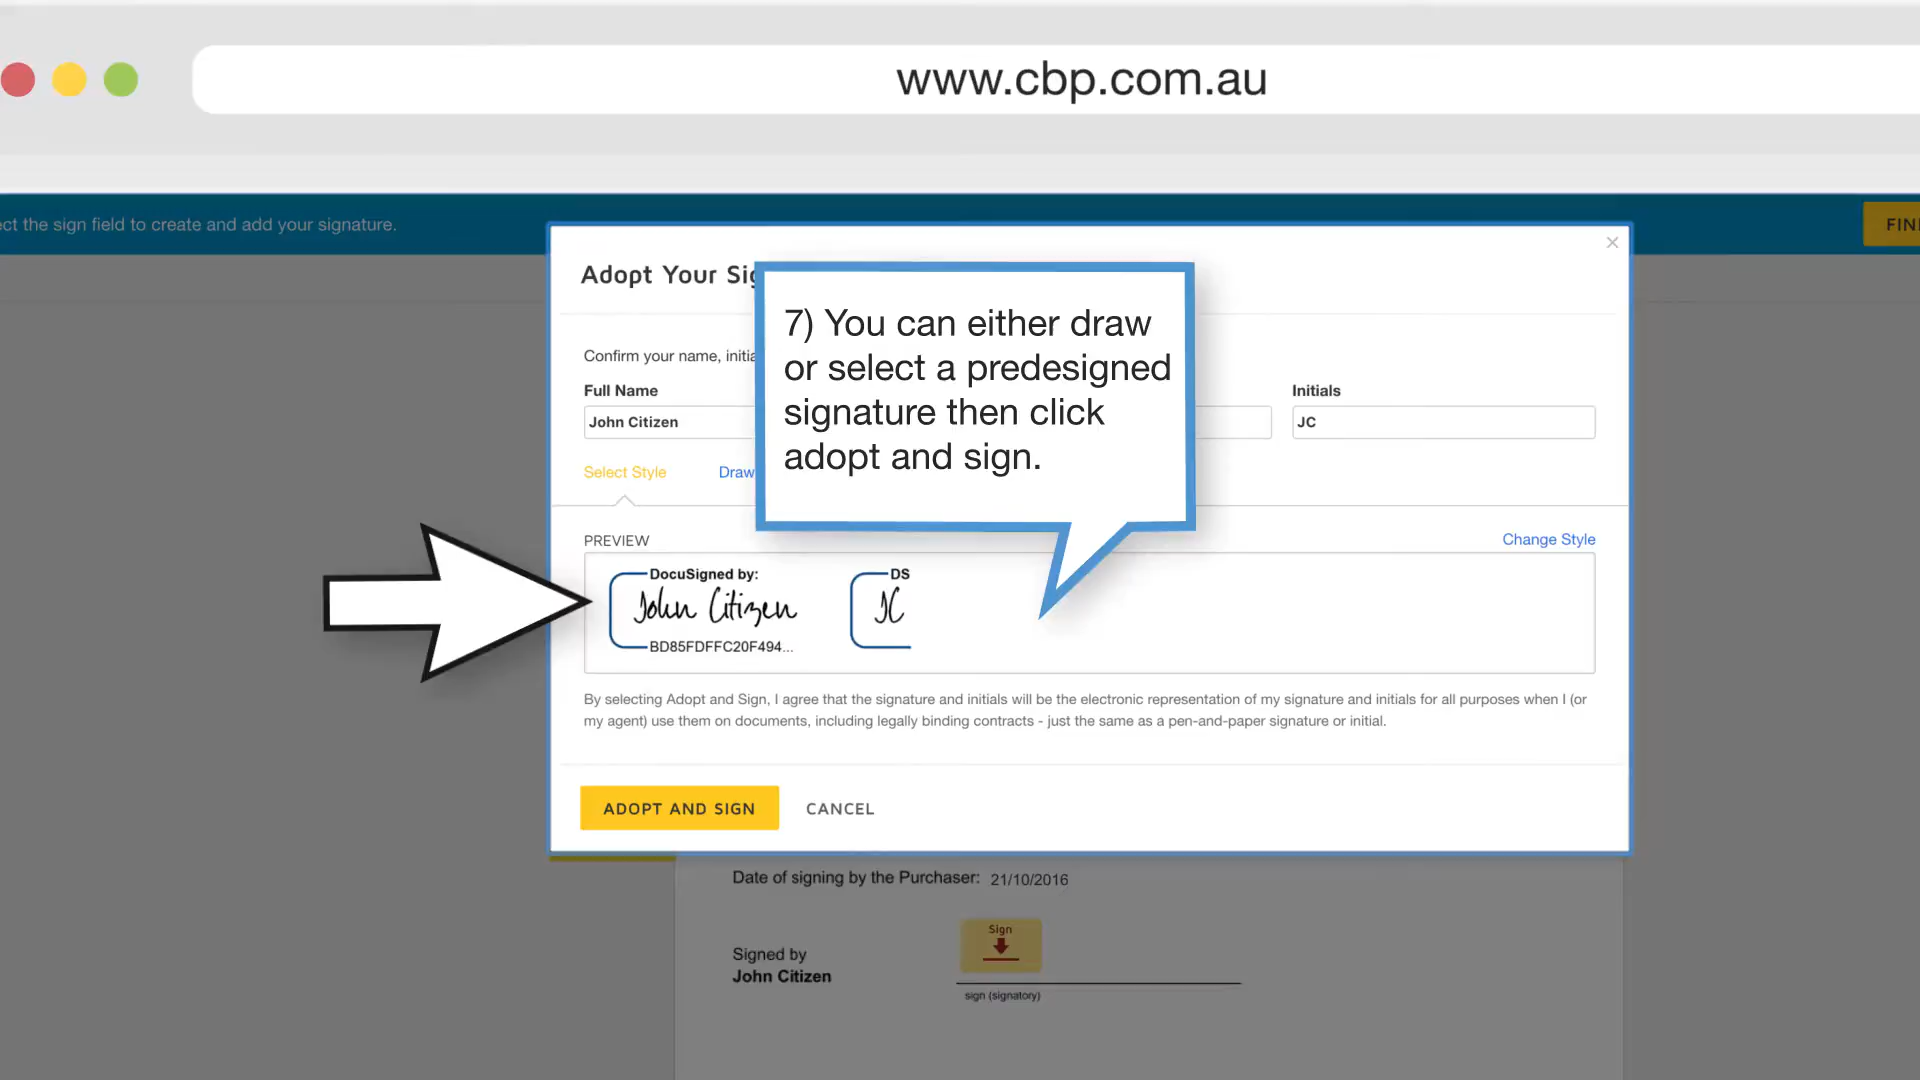 www.cbp.com.au
ect the sign field to create and add your signature.
FIN
Adopt Your Sig
7) You can either draw
or select a predesigned
signature then click
adopt and sign.
Confirm your name, initia
Full Name
Initials
John Citizen
JC
Select Style
Draw
PREVIEW
Change Style
DocuSigned by:
DS
John Citizen
JC
BD85FDFFC20F494...
By selecting Adopt and Sign, I agree that the signature and initials will be the electronic representation of my signature and initials for all purposes when I (or
my agent) use them on documents, including legally binding contracts - just the same as a pen-and-paper signature or initial.
ADOPT AND SIGN
CANCEL
Date of signing by the Purchaser: 21/10/2016
Sign
Signed by
John Citizen
sign (signatory)